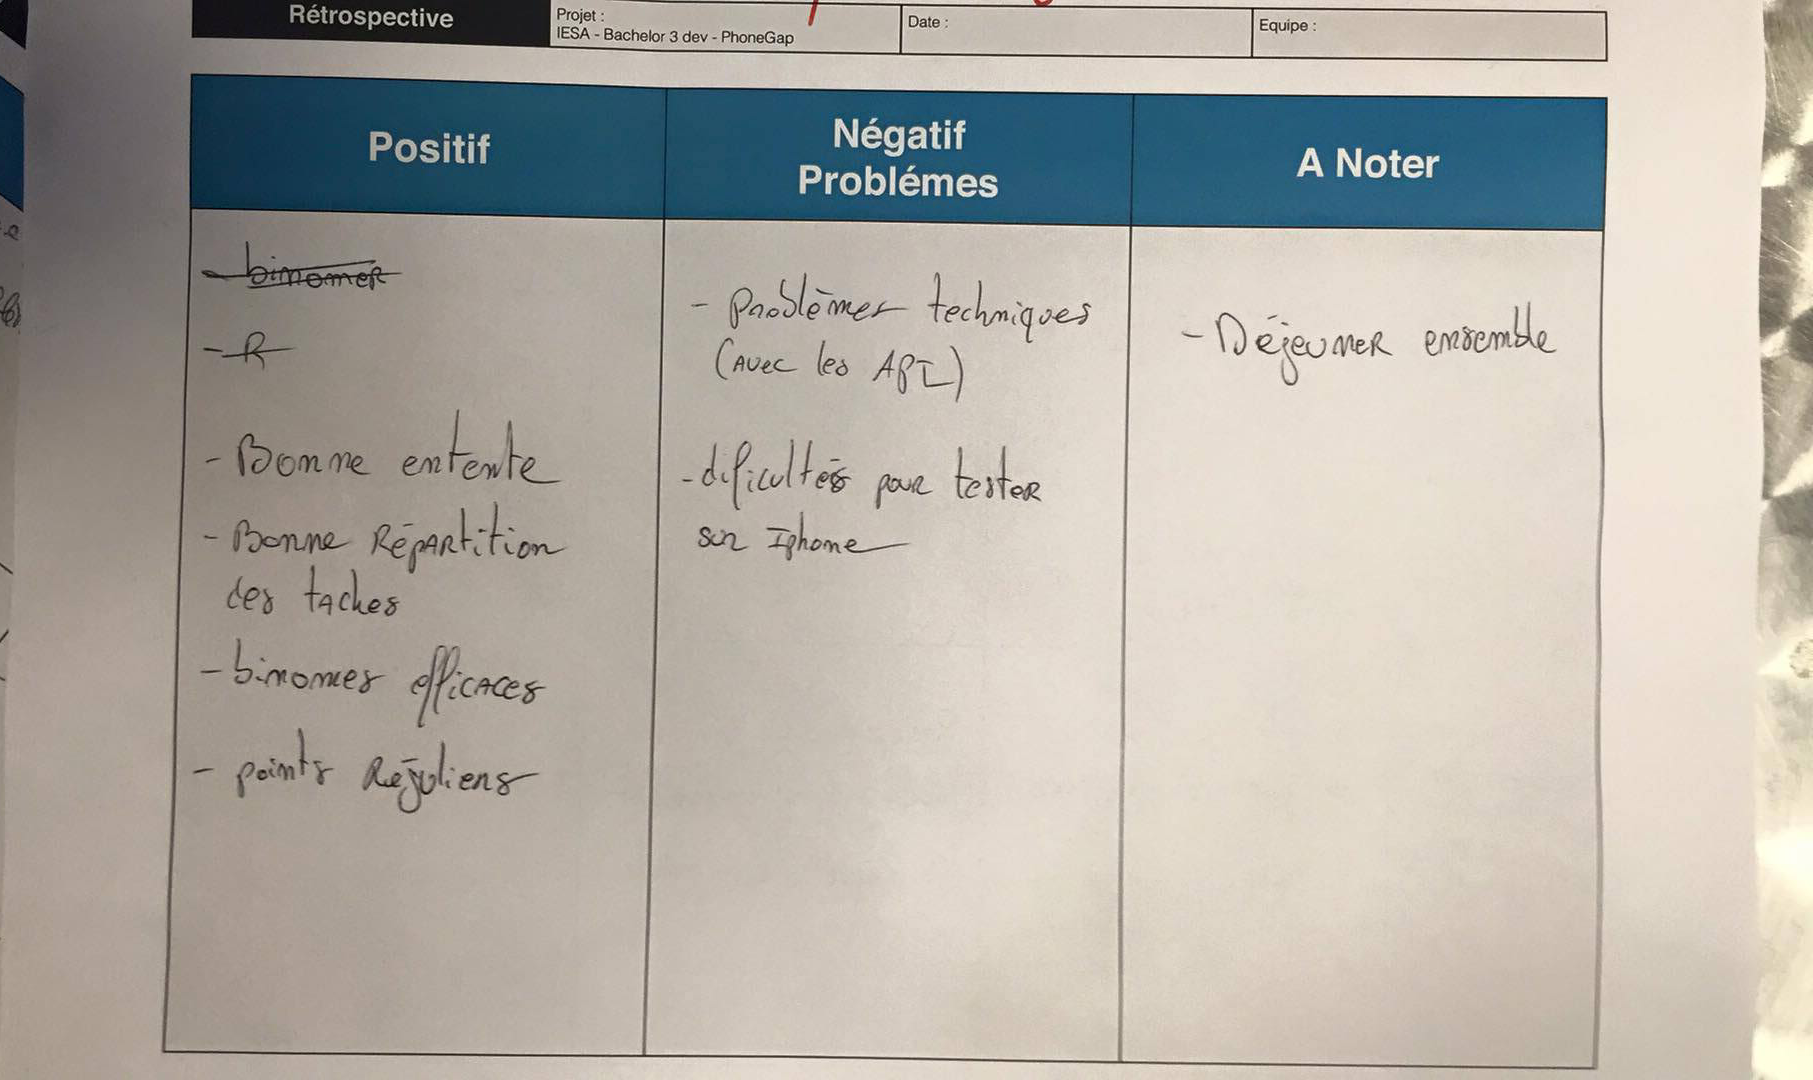 Rétrospective
Projet :
IESA - Bachelor 3 dev - PhoneGap
Date :
Equipe :
Positif
Négatif
Problémes
A Noter
- binomer
- R
- Bonne entente
- Bonne Répartition
des taches
- binomes efficaces
- points Réguliers
- Problèmes techniques
(Avec les API)
- dificultés pour tester
sur Iphone
- Déjeuner ensemble